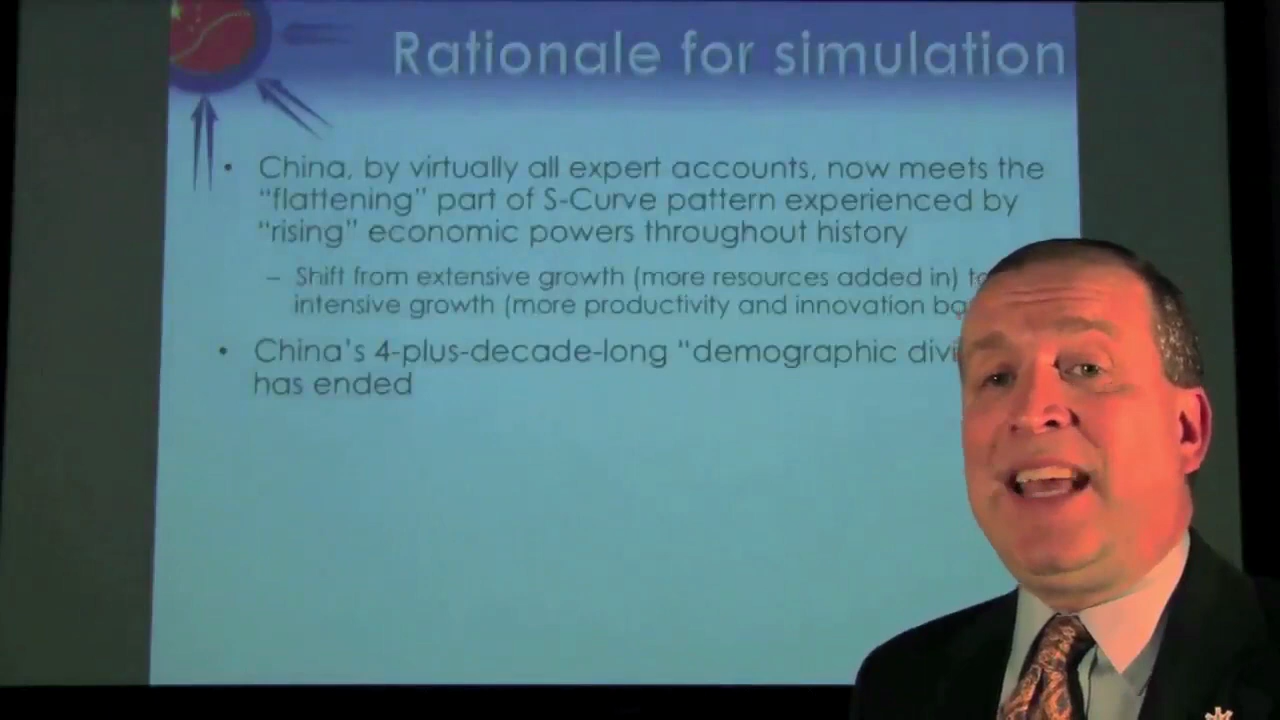 Rationale for simulation
• China, by virtually all expert accounts, now meets the
“flattening” part of S-Curve pattern experienced by
“rising” economic powers throughout history
– Shift from extensive growth (more resources added in)
intensive growth (more productivity and innovation
• China’s 4-plus-decade-long “demographic
has ended